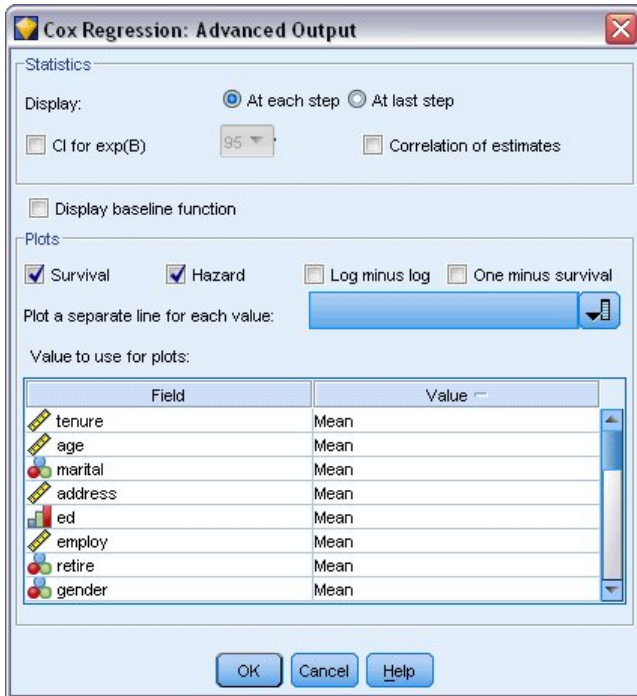 Cox Regression: Advanced Output
Statistics
Display: At each step At last step
CI for exp(B) 95 Correlation of estimates
Display baseline function
Plots
Survival Hazard Log minus log One minus survival
Plot a separate line for each value:
Value to use for plots:
Field Value
tenure Mean
age Mean
marital Mean
address Mean
ed Mean
employ Mean
retire Mean
gender Mean
OK Cancel Help